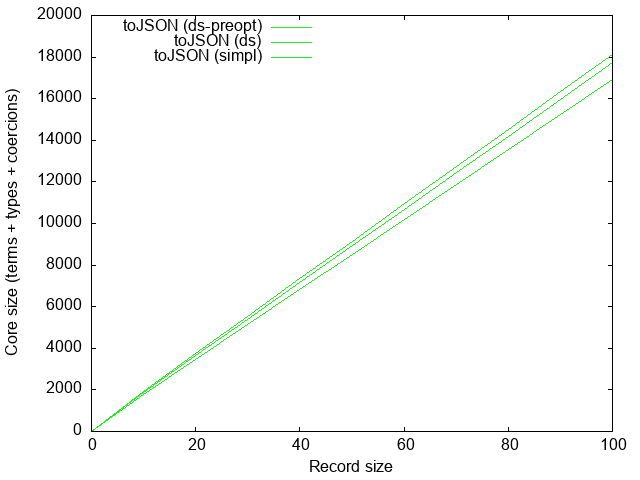 20000
18000
16000
14000
12000
10000
8000
6000
4000
2000
0
toJSON (ds-preopt)
toJSON (ds)
toJSON (simpl)
Core size (terms + types + coercions)
0 20 40 60 80 100
Record size